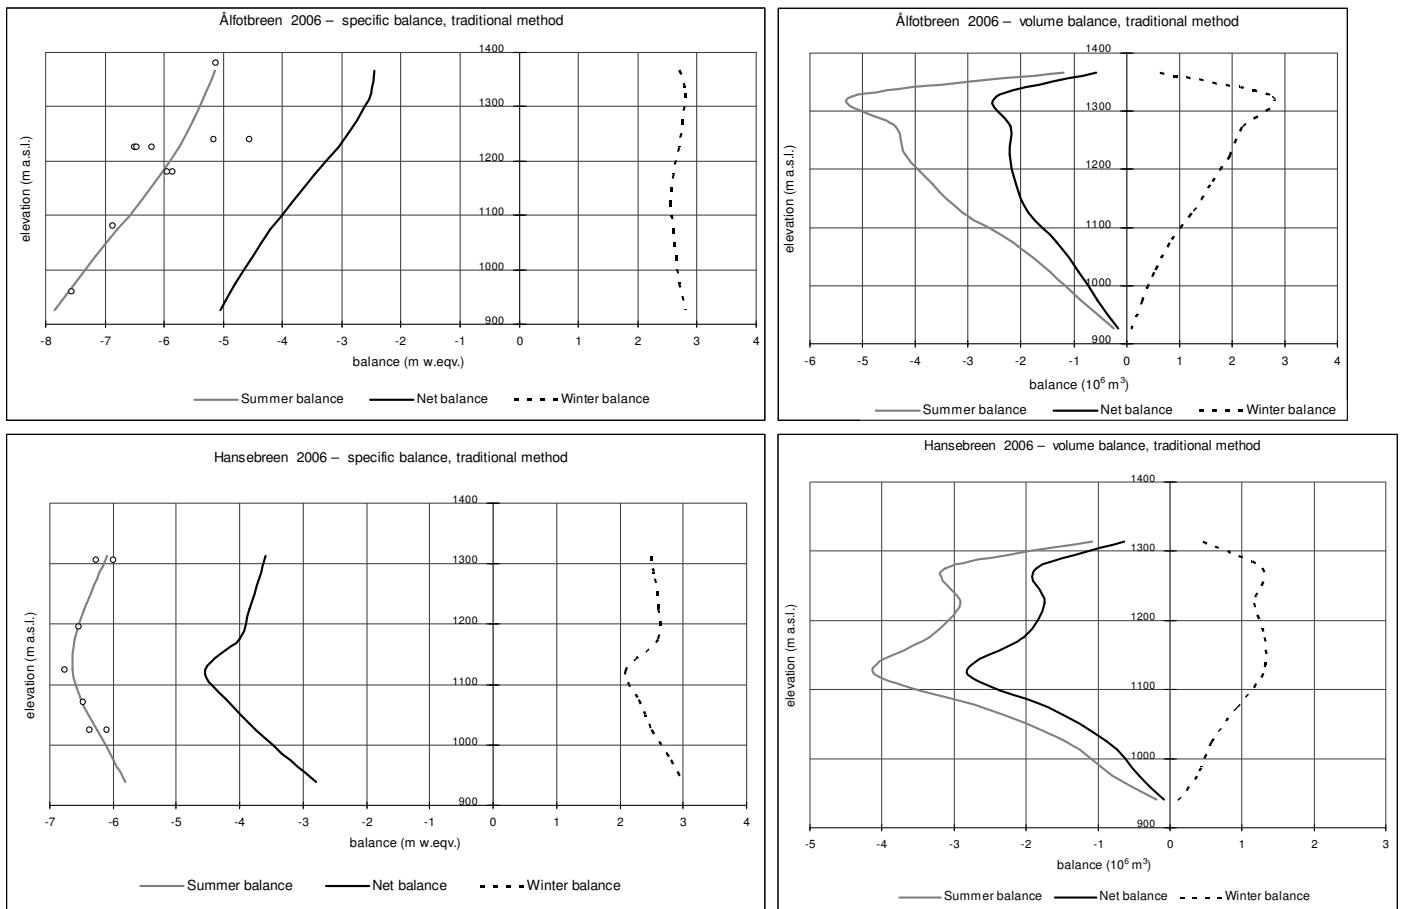 Ålfotbreen 2006 – specific balance, traditional method
1400
1300
1200
1100
1000
900
elevation (m a.s.l.)
-8 -7 -6 -5 -4 -3 -2 -1 0 1 2 3 4
balance (m w.eqv.)
Summer balance Net balance Winter balance
Ålfotbreen 2006 – volume balance, traditional method
1400
1300
1200
1100
1000
900
elevation (m a.s.l.)
-6 -5 -4 -3 -2 -1 0 1 2 3 4
balance (10⁶ m³)
Summer balance Net balance Winter balance
Hansebreen 2006 – specific balance, traditional method
1400
1300
1200
1100
1000
900
elevation (m a.s.l.)
-7 -6 -5 -4 -3 -2 -1 0 1 2 3 4
balance (m w.eqv.)
Summer balance Net balance Winter balance
Hansebreen 2006 – volume balance, traditional method
1400
1300
1200
1100
1000
900
elevation (m a.s.l.)
-5 -4 -3 -2 -1 0 1 2 3
balance (10⁶ m³)
Summer balance Net balance Winter balance